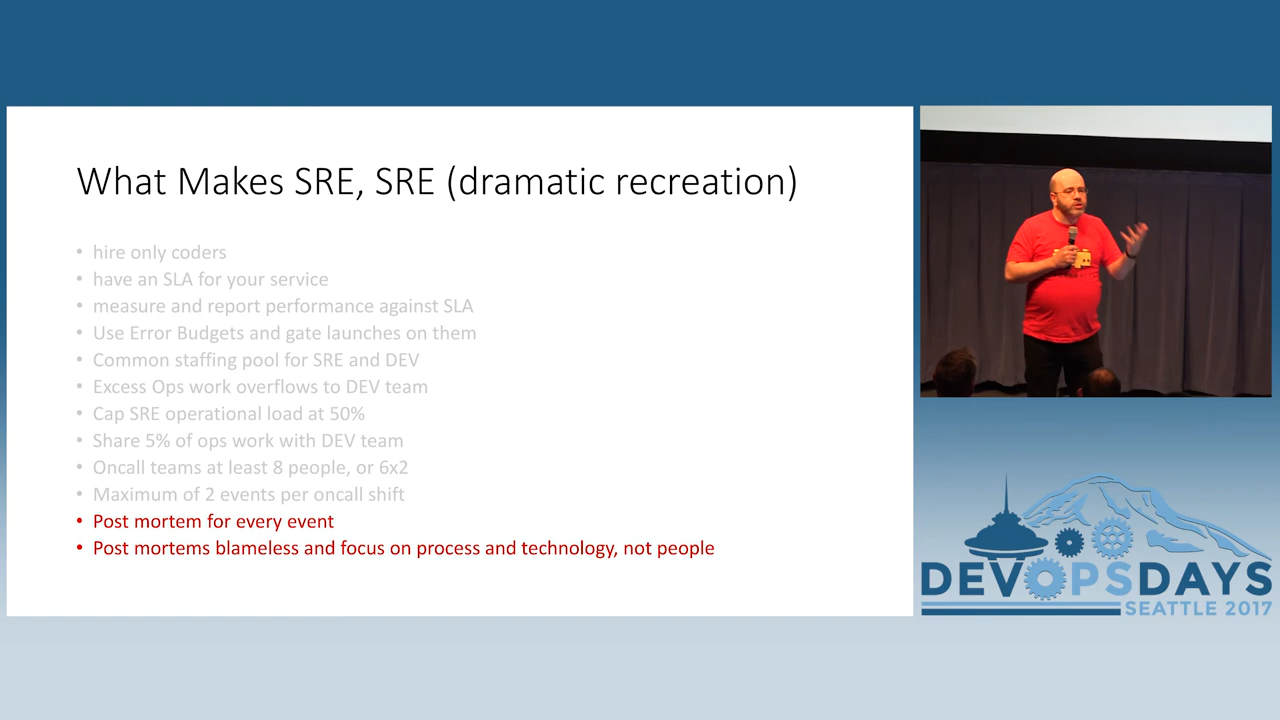 What Makes SRE, SRE (dramatic recreation)
• hire only coders
• have an SLA for your service
• measure and report performance against SLA
• Use Error Budgets and gate launches on them
• Common staffing pool for SRE and DEV
• Excess Ops work overflows to DEV team
• Cap SRE operational load at 50%
• Share 5% of ops work with DEV team
• Oncall teams at least 8 people, or 6x2
• Maximum of 2 events per oncall shift
• Post mortem for every event
• Post mortems blameless and focus on process and technology, not people
DEVOPSDAYS
SEATTLE 2017